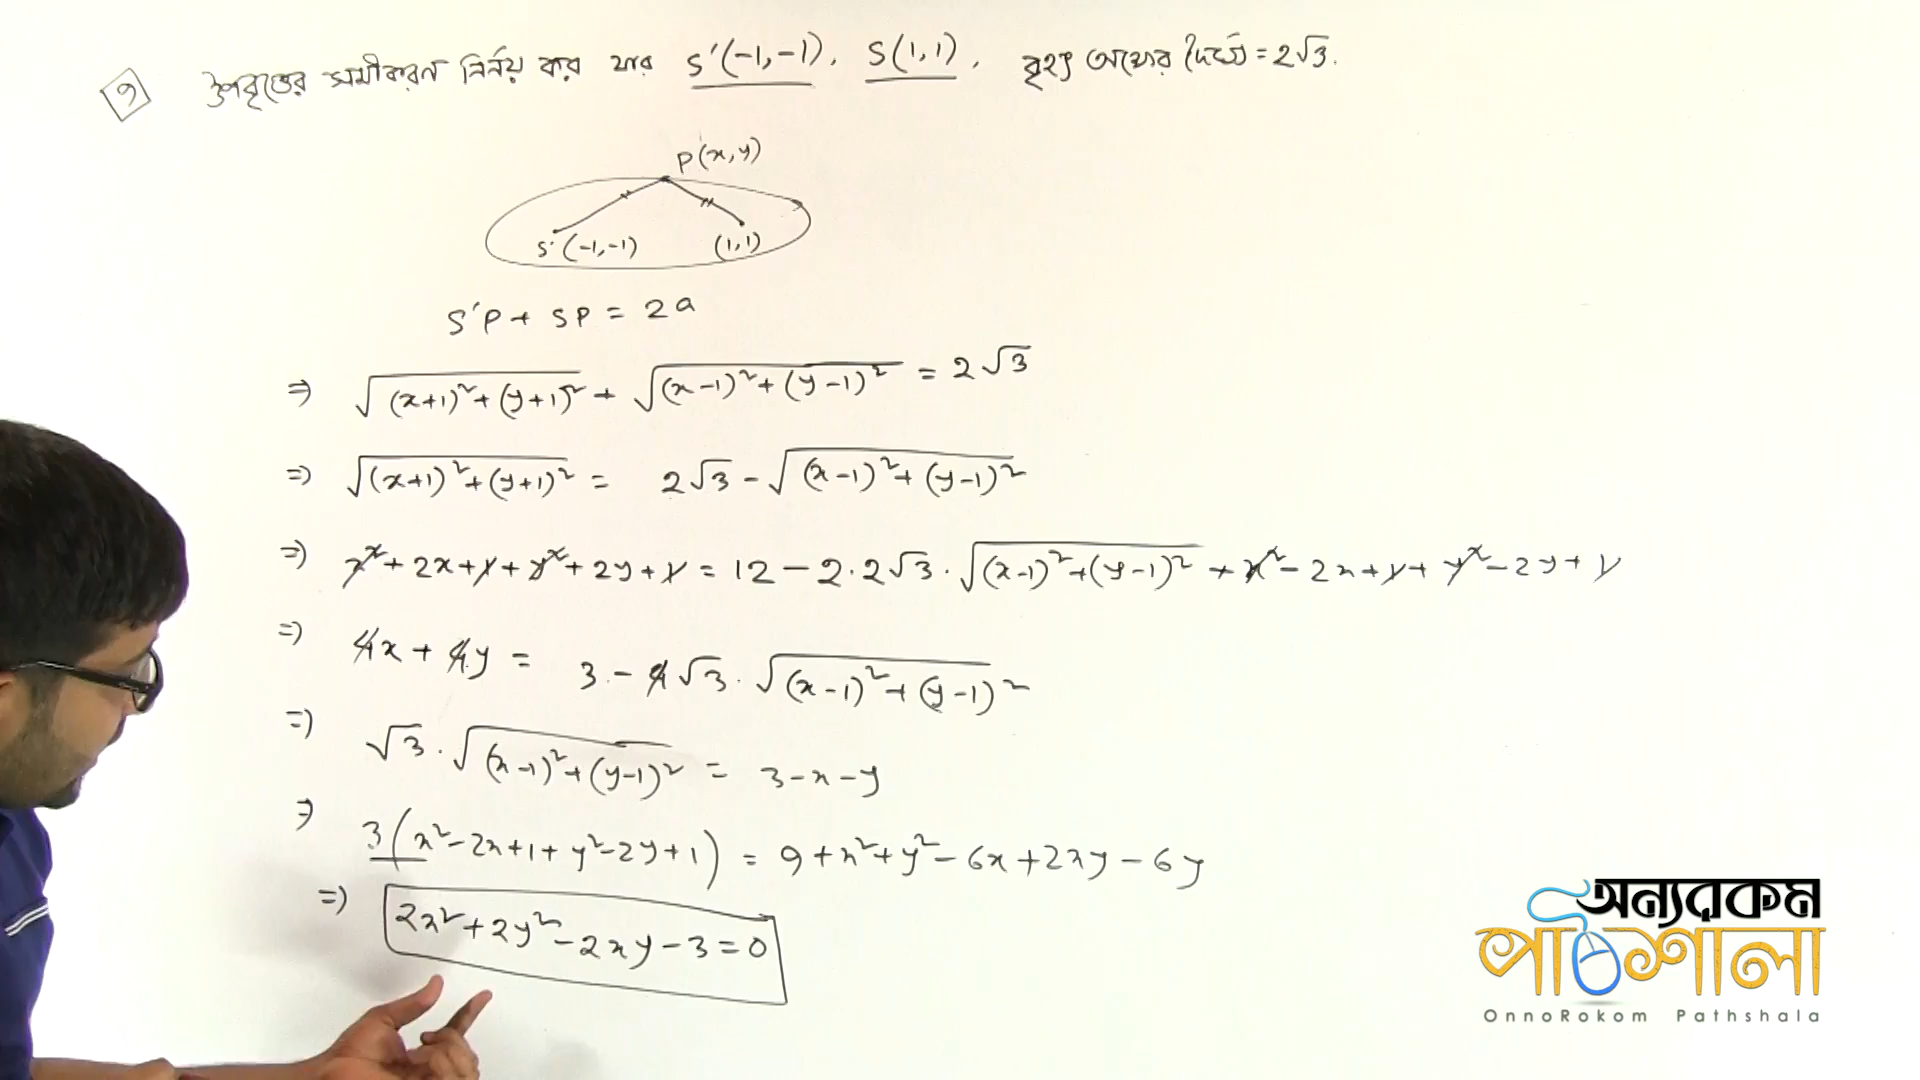 ৭ উপবৃত্তের সমীকরণ নির্ণয় কর যার S'(-1,-1), S(1,1), বৃহৎ অক্ষের দৈর্ঘ্য = 2√3.
P(x,y)
S'(-1,-1) (1,1)
S'P + SP = 2a
⇒ √((x+1)²+(y+1)²) + √((x-1)²+(y-1)²) = 2√3
⇒ √((x+1)²+(y+1)²) = 2√3 - √((x-1)²+(y-1)²)
⇒ x²+2x+1+y²+2y+1 = 12 - 2·2√3·√((x-1)²+(y-1)²) + x²-2x+1+y²-2y+1
⇒ 4x + 4y = 3 - 4√3·√((x-1)²+(y-1)²)
⇒ √3·√((x-1)²+(y-1)²) = 3-x-y
⇒ 3(x²-2x+1+y²-2y+1) = 9+x²+y²-6x+2xy-6y
⇒ 2x²+2y²-2xy-3=0
অন্যরকম
পাঠশালা
OnnoRokom Pathshala